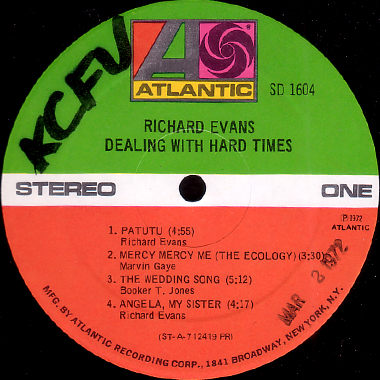 KCFV
A
ATLANTIC
SD 1604
RICHARD EVANS
DEALING WITH HARD TIMES
STEREO
ONE
Ⓟ1972
ATLANTIC
1. PATUTU (4:55)
Richard Evans
2. MERCY MERCY ME (THE ECOLOGY) (3:30)
Marvin Gaye
3. THE WEDDING SONG (5:12)
Booker T. Jones
4. ANGELA, MY SISTER (4:17)
Richard Evans
(ST-A-712419 PR)
MAR 2 1972
MFG. BY ATLANTIC RECORDING CORP., 1841 BROADWAY, NEW YORK, N.Y.